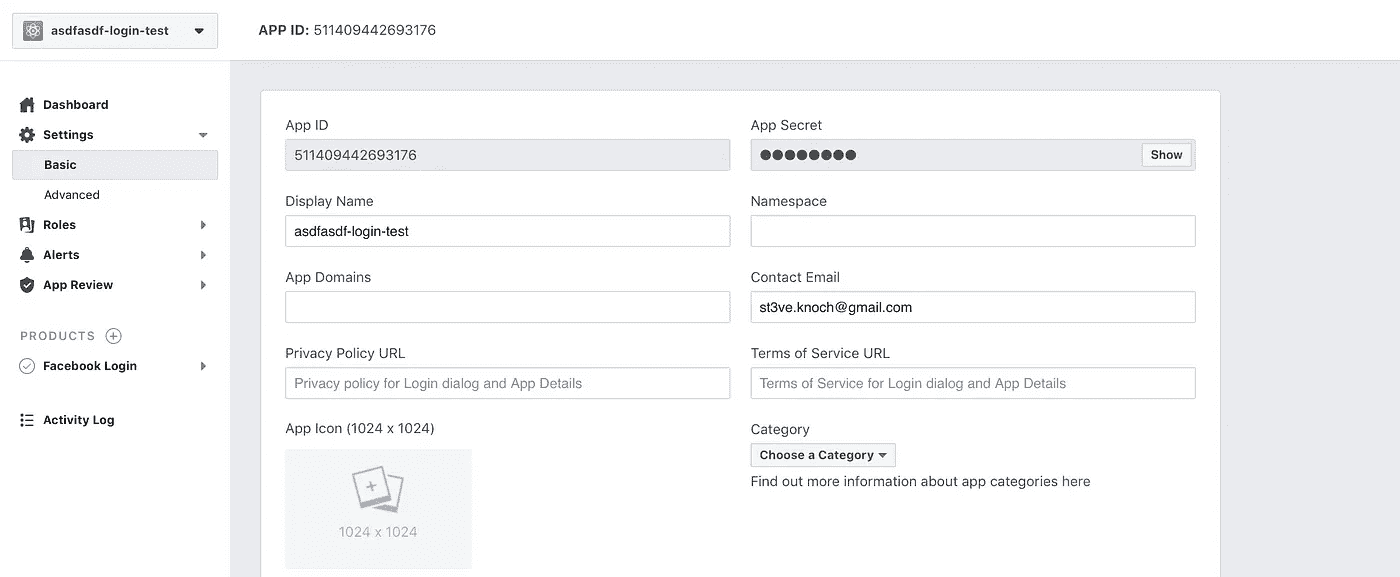 asdfasdf-login-test
APP ID: 511409442693176
Dashboard
Settings
Basic
Advanced
Roles
Alerts
App Review
PRODUCTS
Facebook Login
Activity Log
App ID
511409442693176
App Secret
●●●●●●●●
Show
Display Name
asdfasdf-login-test
Namespace
App Domains
Contact Email
st3ve.knoch@gmail.com
Privacy Policy URL
Privacy policy for Login dialog and App Details
Terms of Service URL
Terms of Service for Login dialog and App Details
App Icon (1024 x 1024)
1024 x 1024
Category
Choose a Category
Find out more information about app categories here